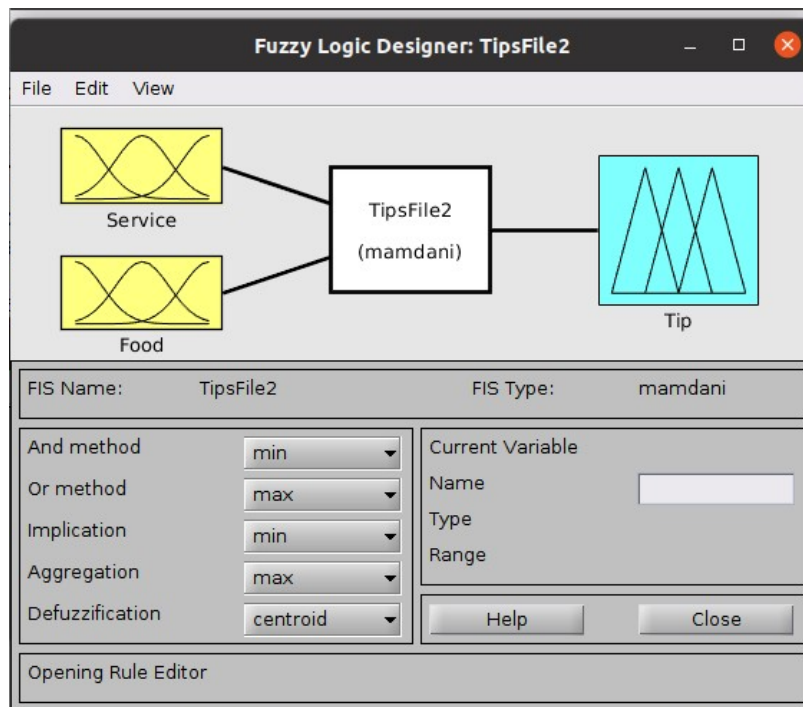 Fuzzy Logic Designer: TipsFile2
File Edit View
Service
Food
TipsFile2
(mamdani)
Tip
FIS Name: TipsFile2 FIS Type: mamdani
And method min
Or method max
Implication min
Aggregation max
Defuzzification centroid
Current Variable
Name
Type
Range
Help Close
Opening Rule Editor